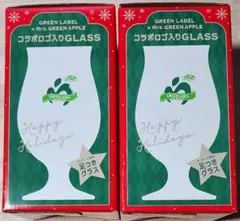 GREEN LABEL
× Mrs. GREEN APPLE
コラボロゴ入りGLASS
Happy
Holidays
足つき
グラス
GREEN LABEL
× Mrs. GREEN APPLE
コラボロゴ入りGLASS
Happy
Holidays
足つき
グラス